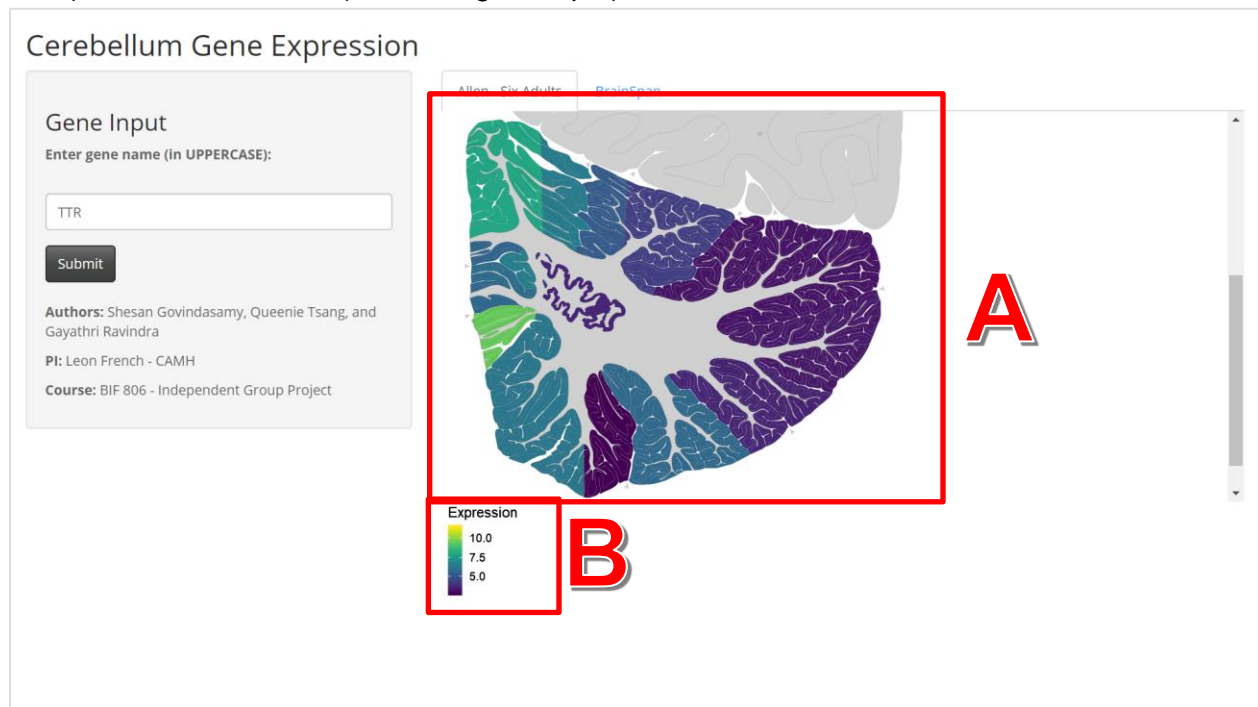 Cerebellum Gene Expression
Gene Input
Enter gene name (in UPPERCASE):
TTR
Submit
Authors: Shesan Govindasamy, Queenie Tsang, and
Gayathri Ravindra
PI: Leon French - CAMH
Course: BIF 806 - Independent Group Project
Allen - Six Adults
BrainSpan
A
Expression
10.0
7.5
5.0
B